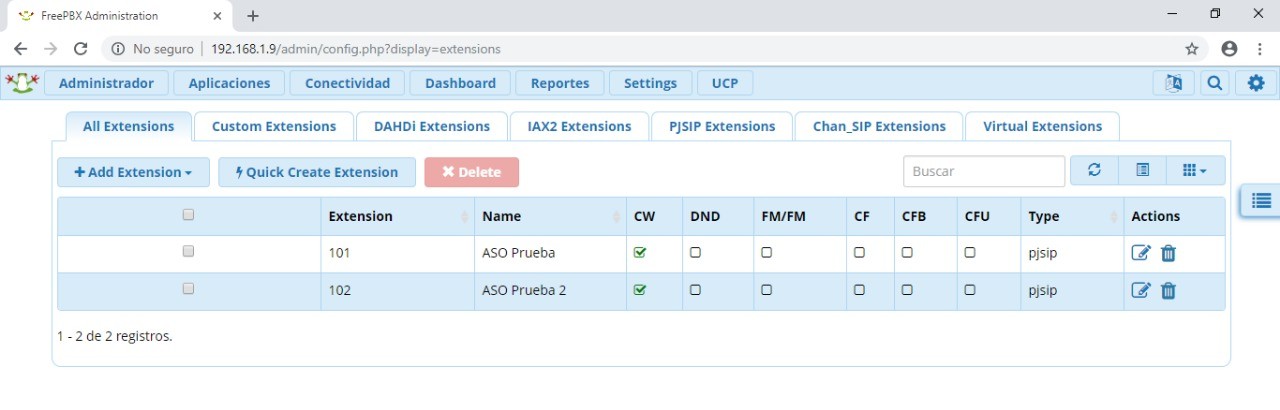 FreePBX Administration
No seguro | 192.168.1.9/admin/config.php?display=extensions
Administrador Aplicaciones Conectividad Dashboard Reportes Settings UCP
All Extensions Custom Extensions DAHDi Extensions IAX2 Extensions PJSIP Extensions Chan_SIP Extensions Virtual Extensions
+ Add Extension Quick Create Extension Delete Buscar
Extension Name CW DND FM/FM CF CFB CFU Type Actions
101 ASO Prueba pjsip
102 ASO Prueba 2 pjsip
1 - 2 de 2 registros.